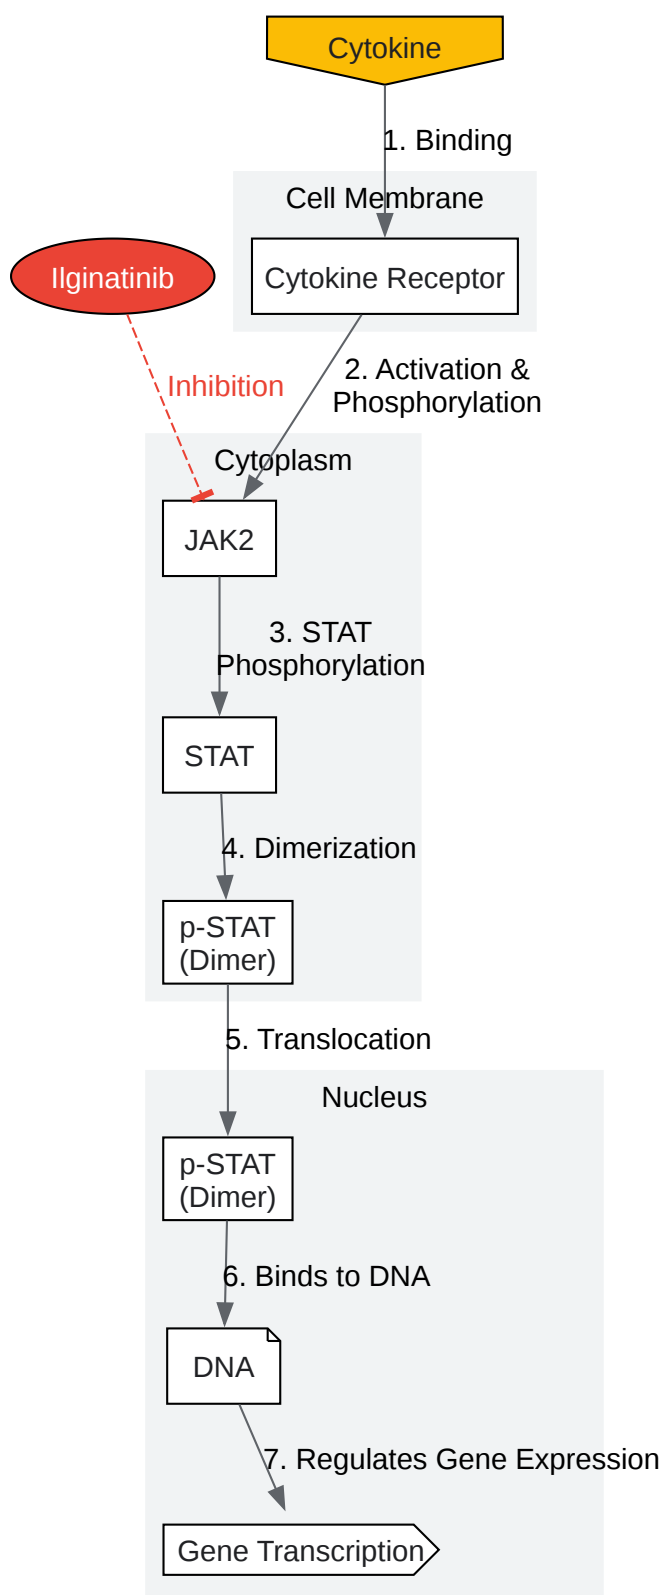 Cytokine
1. Binding
Cell Membrane
Ilginatinib
Cytokine Receptor
2. Activation &
Phosphorylation
Inhibition
Cytoplasm
JAK2
3. STAT
Phosphorylation
STAT
4. Dimerization
p-STAT
(Dimer)
5. Translocation
Nucleus
p-STAT
(Dimer)
6. Binds to DNA
DNA
7. Regulates Gene Expression
Gene Transcription